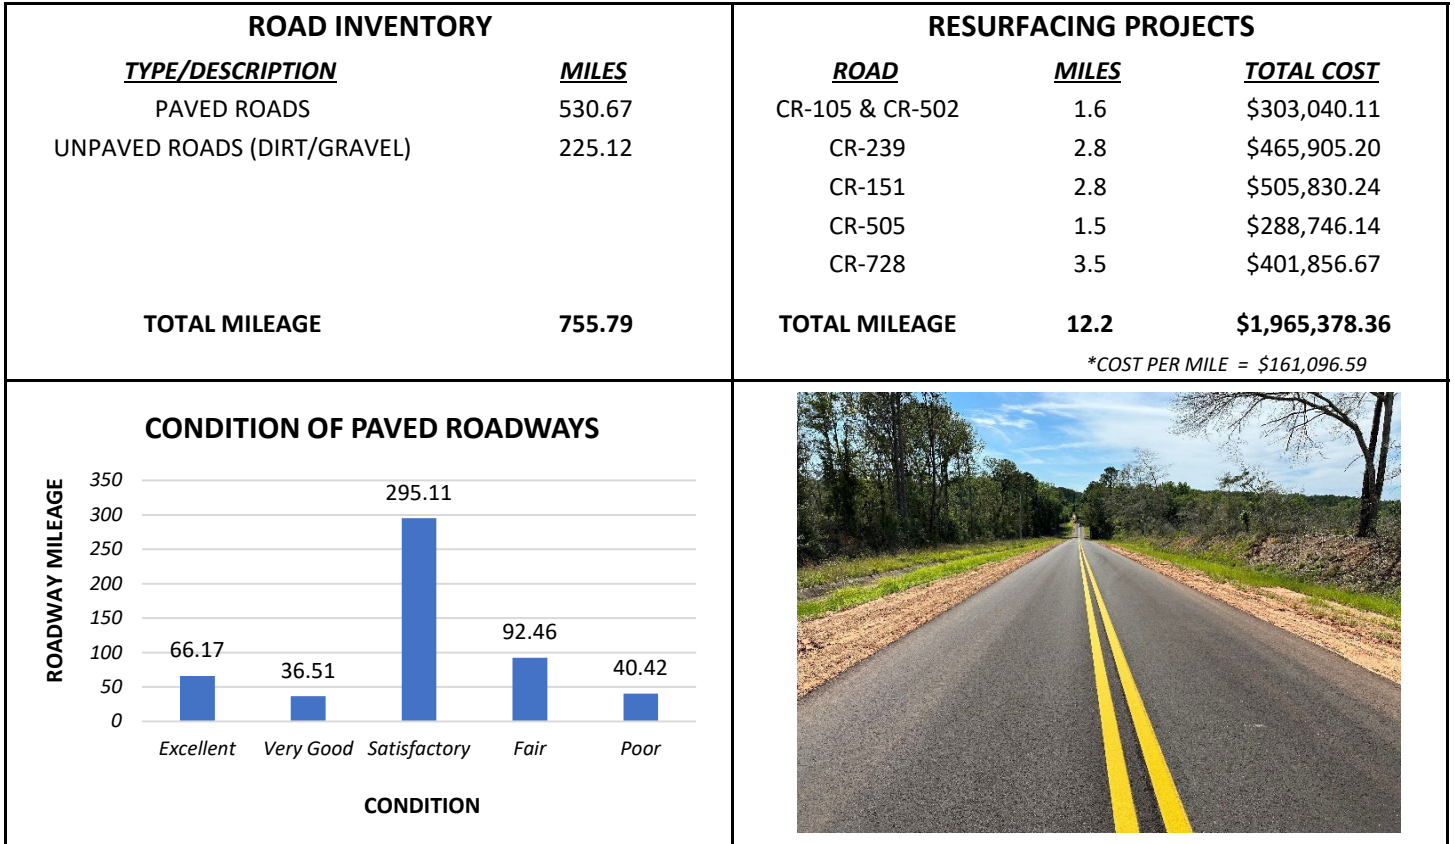 ROAD INVENTORY
TYPE/DESCRIPTION MILES
PAVED ROADS 530.67
UNPAVED ROADS (DIRT/GRAVEL) 225.12
TOTAL MILEAGE 755.79
RESURFACING PROJECTS
ROAD MILES TOTAL COST
CR-105 & CR-502 1.6 $303,040.11
CR-239 2.8 $465,905.20
CR-151 2.8 $505,830.24
CR-505 1.5 $288,746.14
CR-728 3.5 $401,856.67
TOTAL MILEAGE 12.2 $1,965,378.36
*COST PER MILE = $161,096.59
CONDITION OF PAVED ROADWAYS
ROADWAY MILEAGE
350
300
250
200
150
100
50
0
66.17
36.51
295.11
92.46
40.42
Excellent Very Good Satisfactory Fair Poor
CONDITION